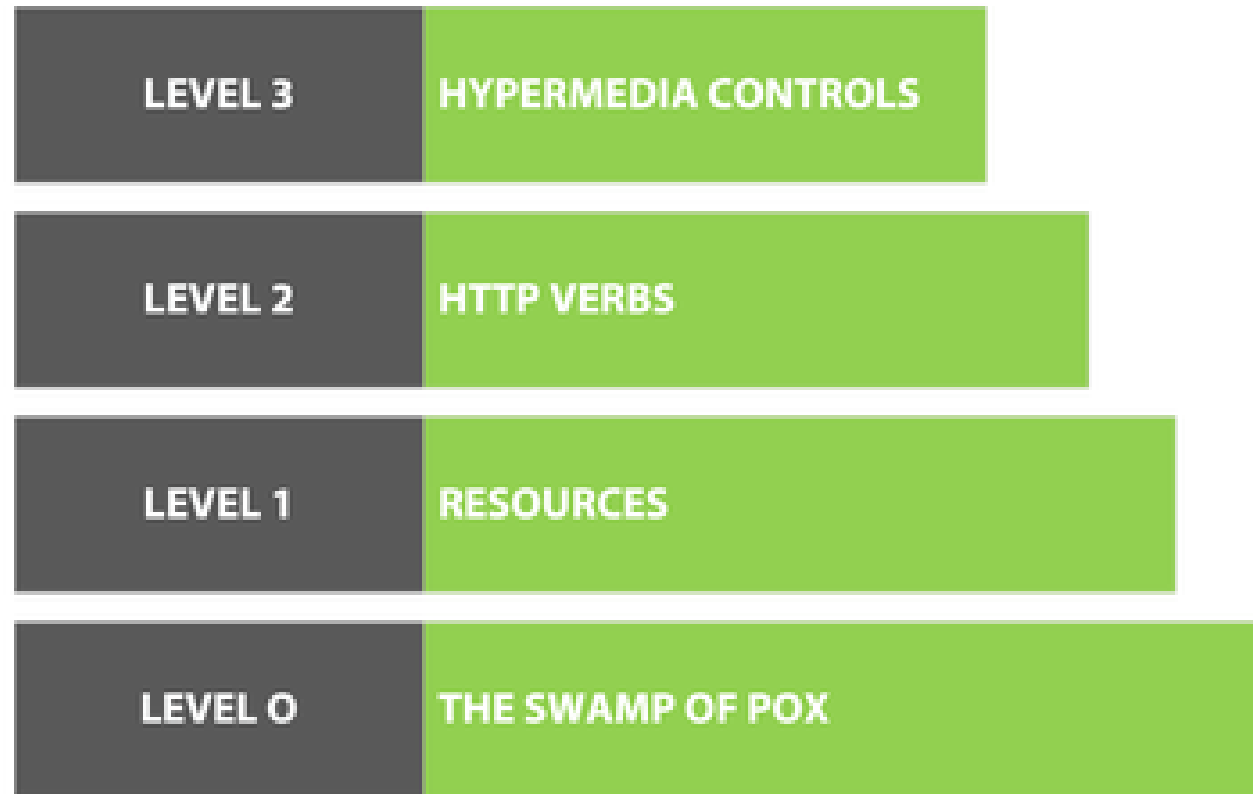 LEVEL 3 HYPERMEDIA CONTROLS
LEVEL 2 HTTP VERBS
LEVEL 1 RESOURCES
LEVEL O THE SWAMP OF POX